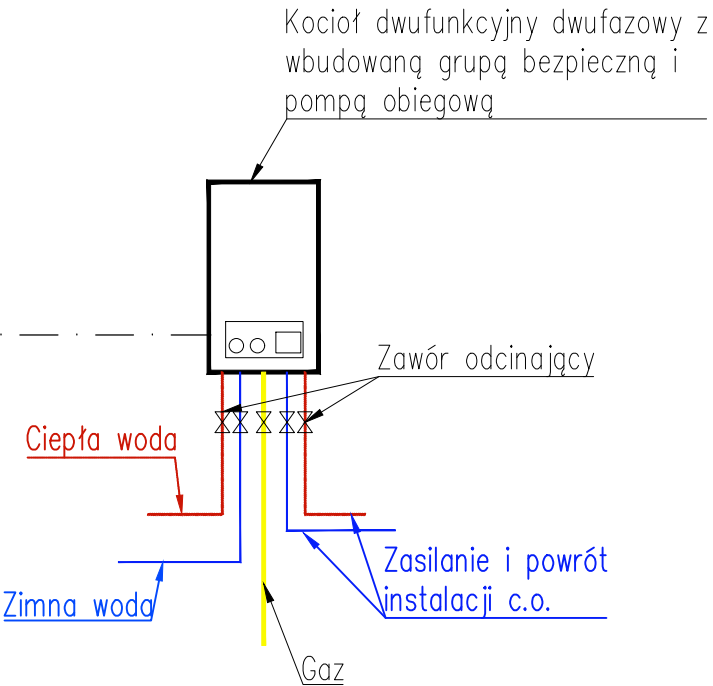 Kocioł dwufunkcyjny dwufazowy z
wbudowaną grupą bezpieczną i
pompą obiegową
Zawór odcinający
Ciepła woda
Zasilanie i powrót
instalacji c.o.
Zimna woda
Gaz